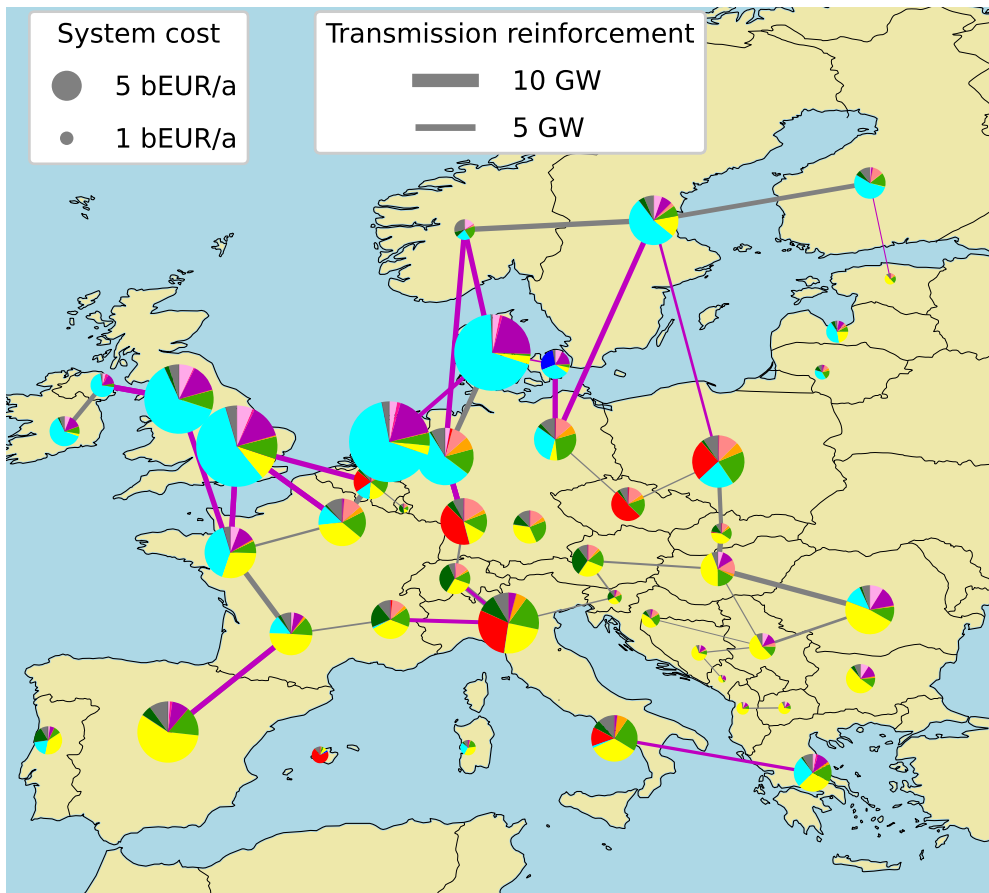 System cost
5 bEUR/a
1 bEUR/a
Transmission reinforcement
10 GW
5 GW